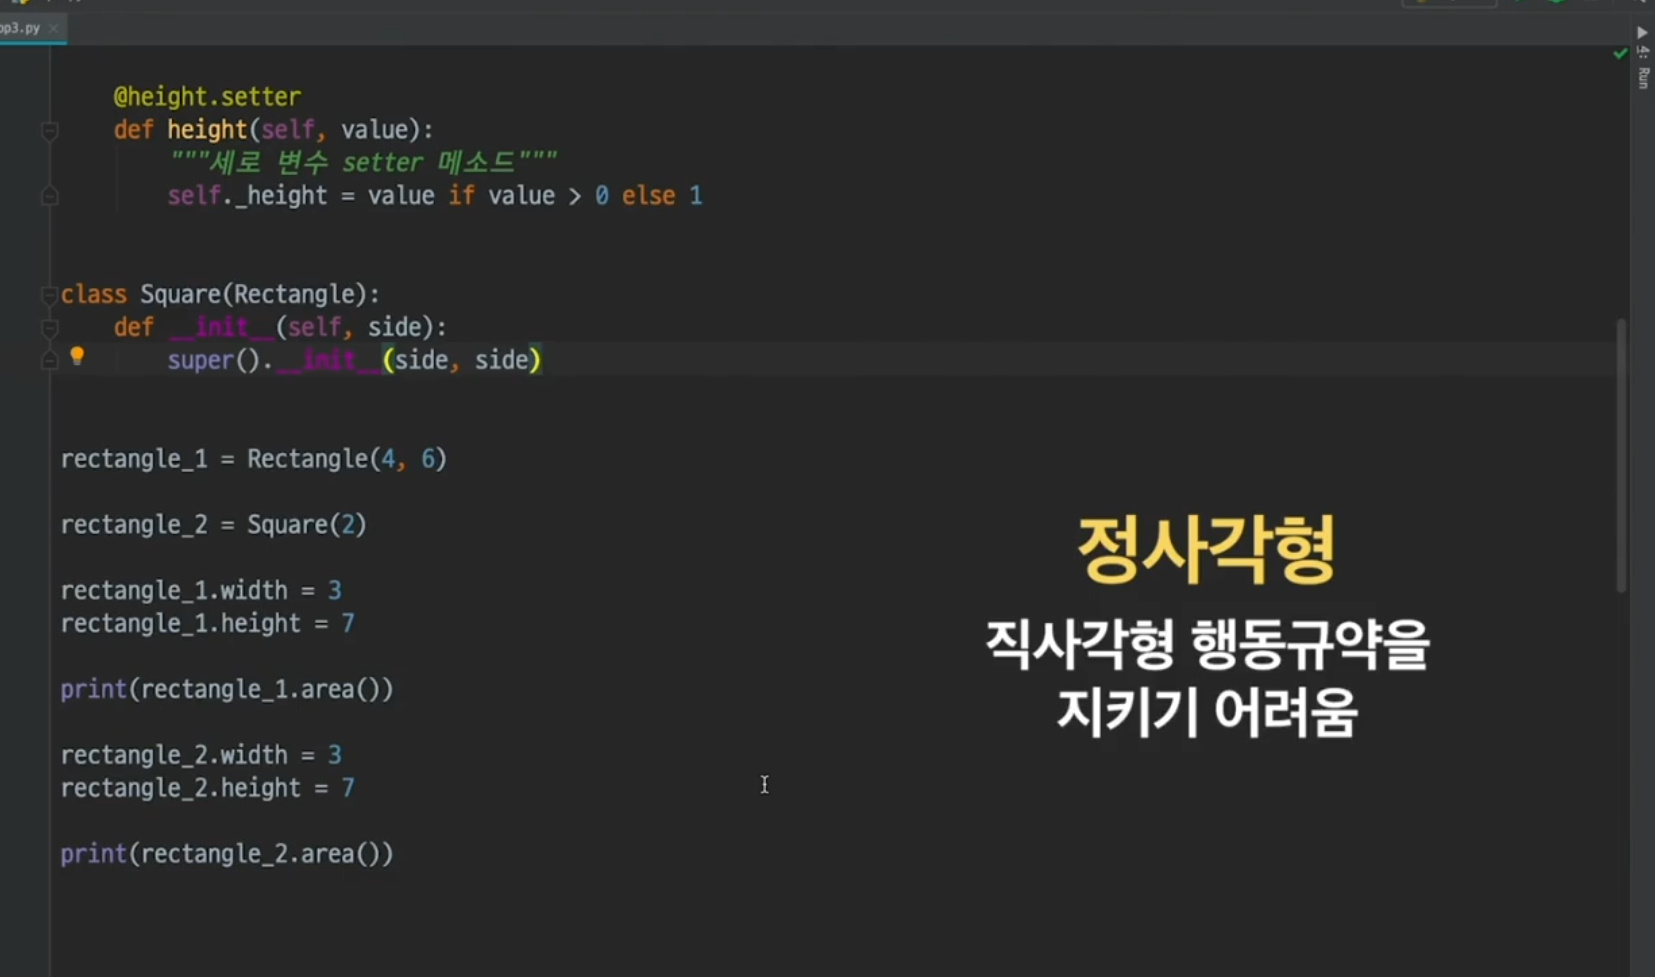 op3.py
4: Run
@height.setter
def height(self, value):
"""세로 변수 setter 메소드"""
self._height = value if value > 0 else 1
class Square(Rectangle):
def __init__(self, side):
super().__init__(side, side)
rectangle_1 = Rectangle(4, 6)
rectangle_2 = Square(2)
rectangle_1.width = 3
rectangle_1.height = 7
print(rectangle_1.area())
rectangle_2.width = 3
rectangle_2.height = 7
print(rectangle_2.area())
정사각형
직사각형 행동규약을
지키기 어려움